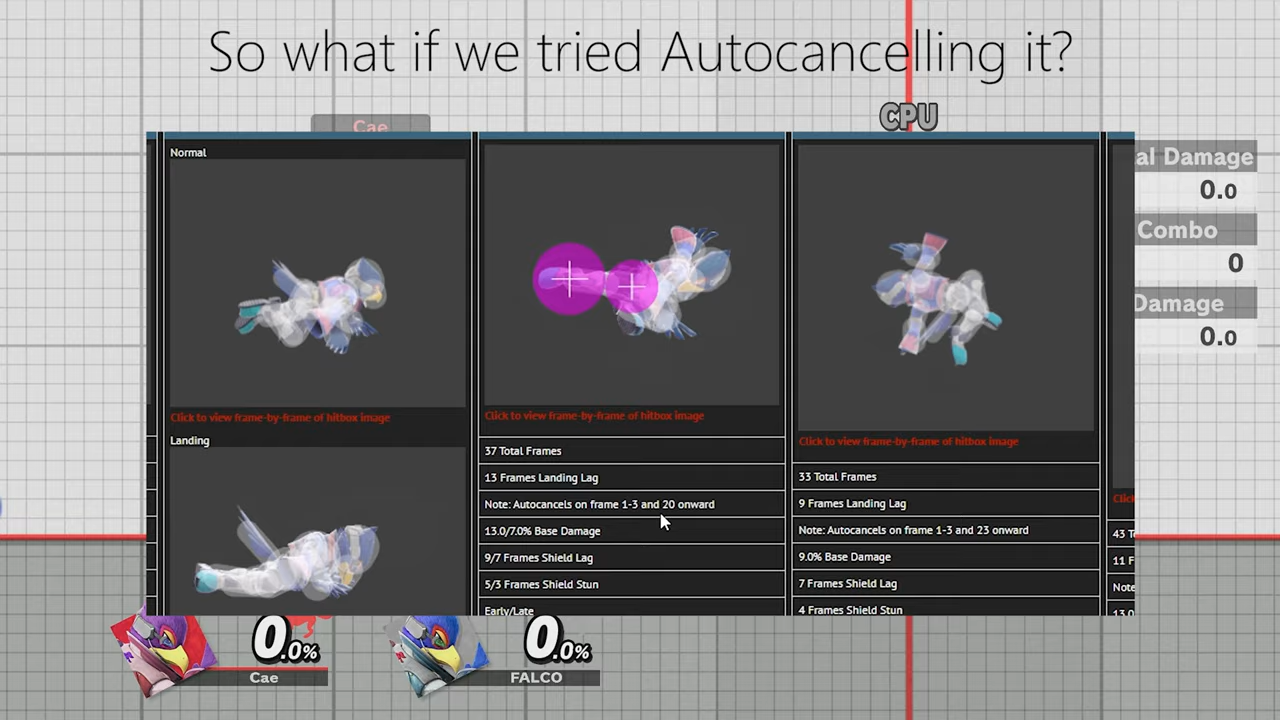 So what if we tried Autocancelling it?
Cae
CPU
al Damage
0.0
Combo
0
Damage
0.0
Normal
Click to view frame-by-frame of hitbox image
Landing
Click to view frame-by-frame of hitbox image
37 Total Frames
13 Frames Landing Lag
Note: Autocancels on frame 1-3 and 20 onward
13.0/7.0% Base Damage
9/7 Frames Shield Lag
5/3 Frames Shield Stun
Early/Late
Click to view frame-by-frame of hitbox image
33 Total Frames
9 Frames Landing Lag
Note: Autocancels on frame 1-3 and 23 onward
9.0% Base Damage
7 Frames Shield Lag
4 Frames Shield Stun
Click
43 T
11 F
Note
13.0
0.0%
Cae
0.0%
FALCO